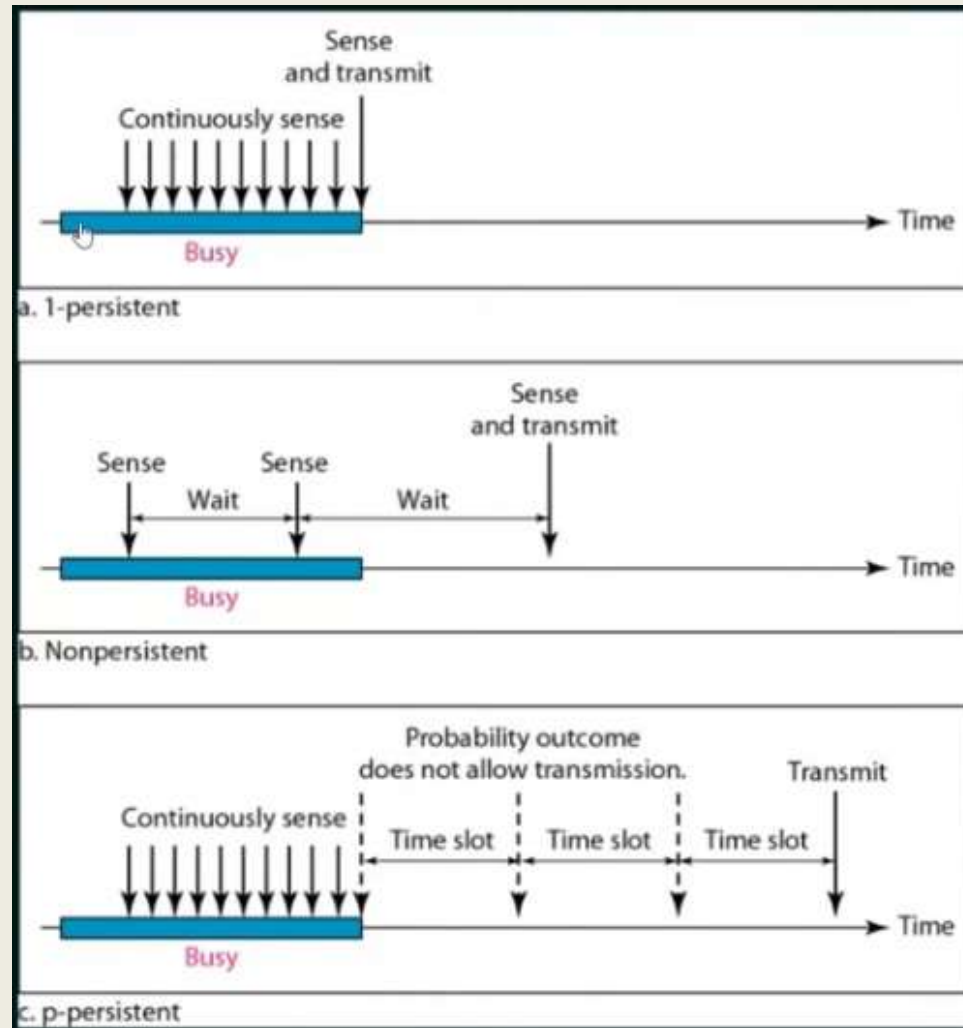 Sense
and transmit
Continuously sense
Time
Busy
a. 1-persistent
Sense
and transmit
Sense
Sense
Wait
Wait
Time
Busy
b. Nonpersistent
Probability outcome
does not allow transmission.
Transmit
Continuously sense
Time slot
Time slot
Time slot
Time
Busy
c. p-persistent